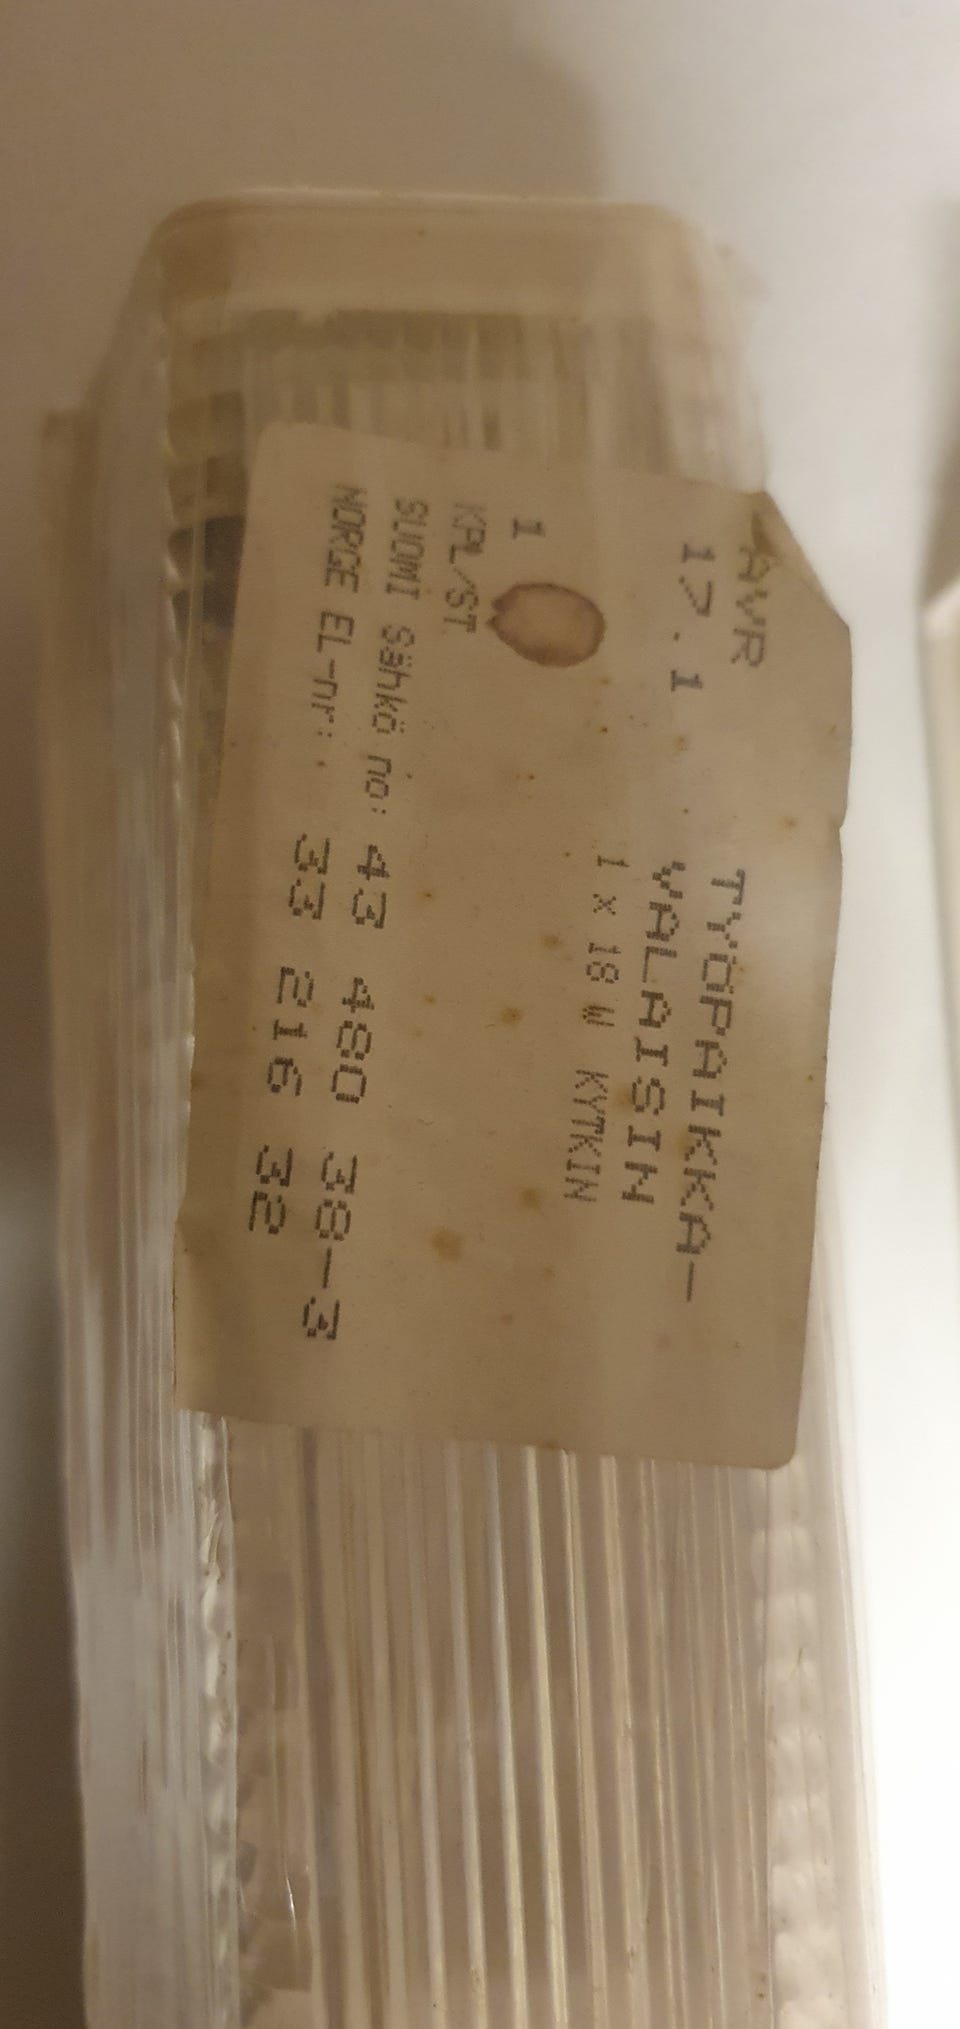 AVR
17.1
TYÖPAIKKA-
VALAISIN
1 x 18 W KYTKIN
1
KPL/ST
SUOMI Sähkö no: 43 480 38-3
NORGE EL-nr: 33 216 32